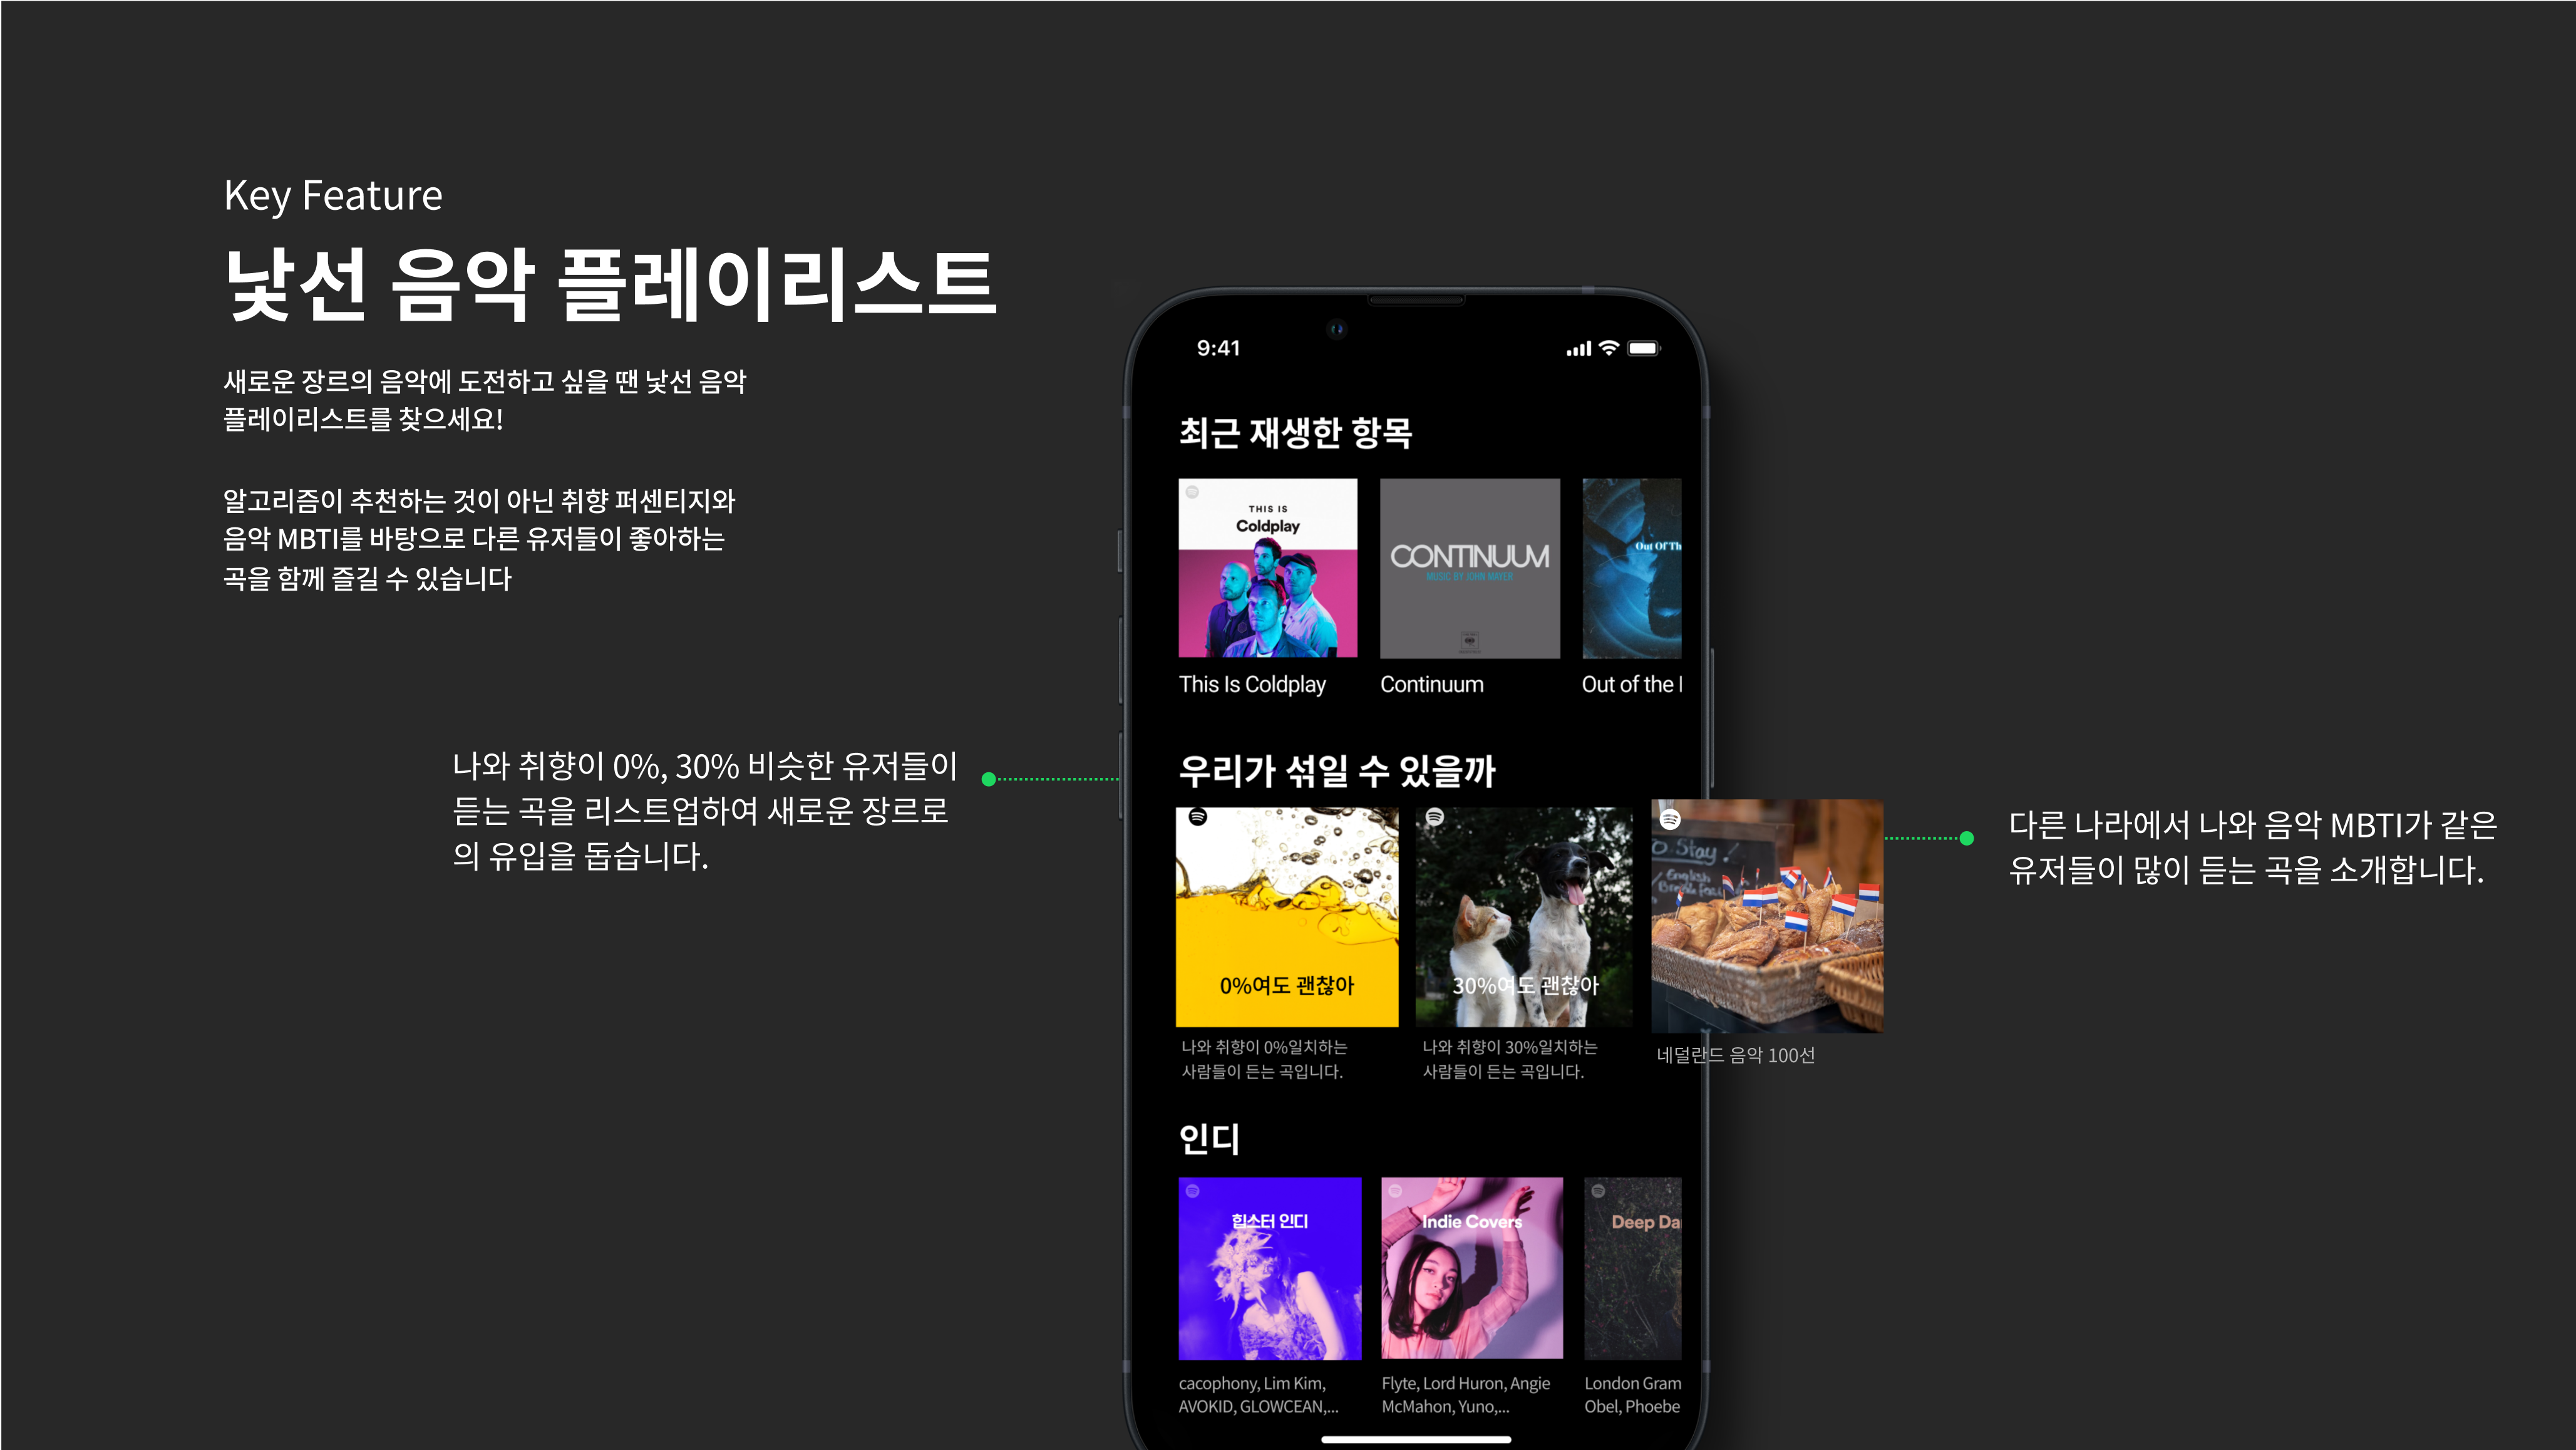 Key Feature
낯선 음악 플레이리스트
새로운 장르의 음악에 도전하고 싶을 땐 낯선 음악
플레이리스트를 찾으세요!
알고리즘이 추천하는 것이 아닌 취향 퍼센티지와
음악 MBTI를 바탕으로 다른 유저들이 좋아하는
곡을 함께 즐길 수 있습니다
나와 취향이 0%, 30% 비슷한 유저들이
듣는 곡을 리스트업하여 새로운 장르로
의 유입을 돕습니다.
9:41
최근 재생한 항목
THIS IS
Coldplay
CONTINUUM
MUSIC BY JOHN MAYER
Out Of Th
This Is Coldplay
Continuum
Out of the
우리가 섞일 수 있을까
0%여도 괜찮아
30%여도 괜찮아
O Stay!
English
나와 취향이 0%일치하는
사람들이 듣는 곡입니다.
나와 취향이 30%일치하는
사람들이 듣는 곡입니다.
네덜란드 음악 100선
인디
힙스터 인디
Indie Covers
Deep Da
cacophony, Lim Kim,
AVOKID, GLOWCEAN,...
Flyte, Lord Huron, Angie
McMahon, Yuno,...
London Gram
Obel, Phoebe
다른 나라에서 나와 음악 MBTI가 같은
유저들이 많이 듣는 곡을 소개합니다.